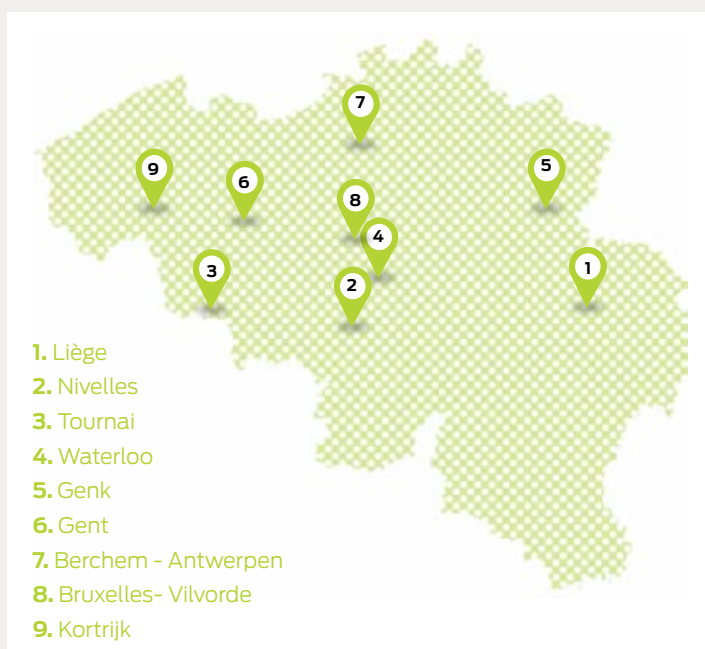 7
9
6
5
8
4
3
1
2
1. Liège
2. Nivelles
3. Tournai
4. Waterloo
5. Genk
6. Gent
7. Berchem - Antwerpen
8. Bruxelles- Vilvorde
9. Kortrijk